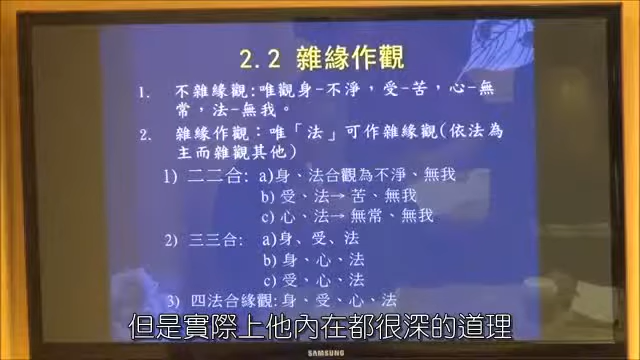 2.2 雜緣作觀
1. 不雜緣觀:唯觀身-不淨,受-苦,心-無
常,法-無我。
2. 雜緣作觀:唯「法」可作雜緣觀(依法為
主而雜觀其他)
1) 二二合: a)身、法合觀為不淨、無我
b) 受、法→ 苦、無我
c) 心、法→ 無常、無我
2) 三三合: a)身、受、法
b) 身、心、法
c) 受、心、法
3) 四法合緣觀:身、受、心、法
但是實際上他內在都很深的道理
SAMSUNG